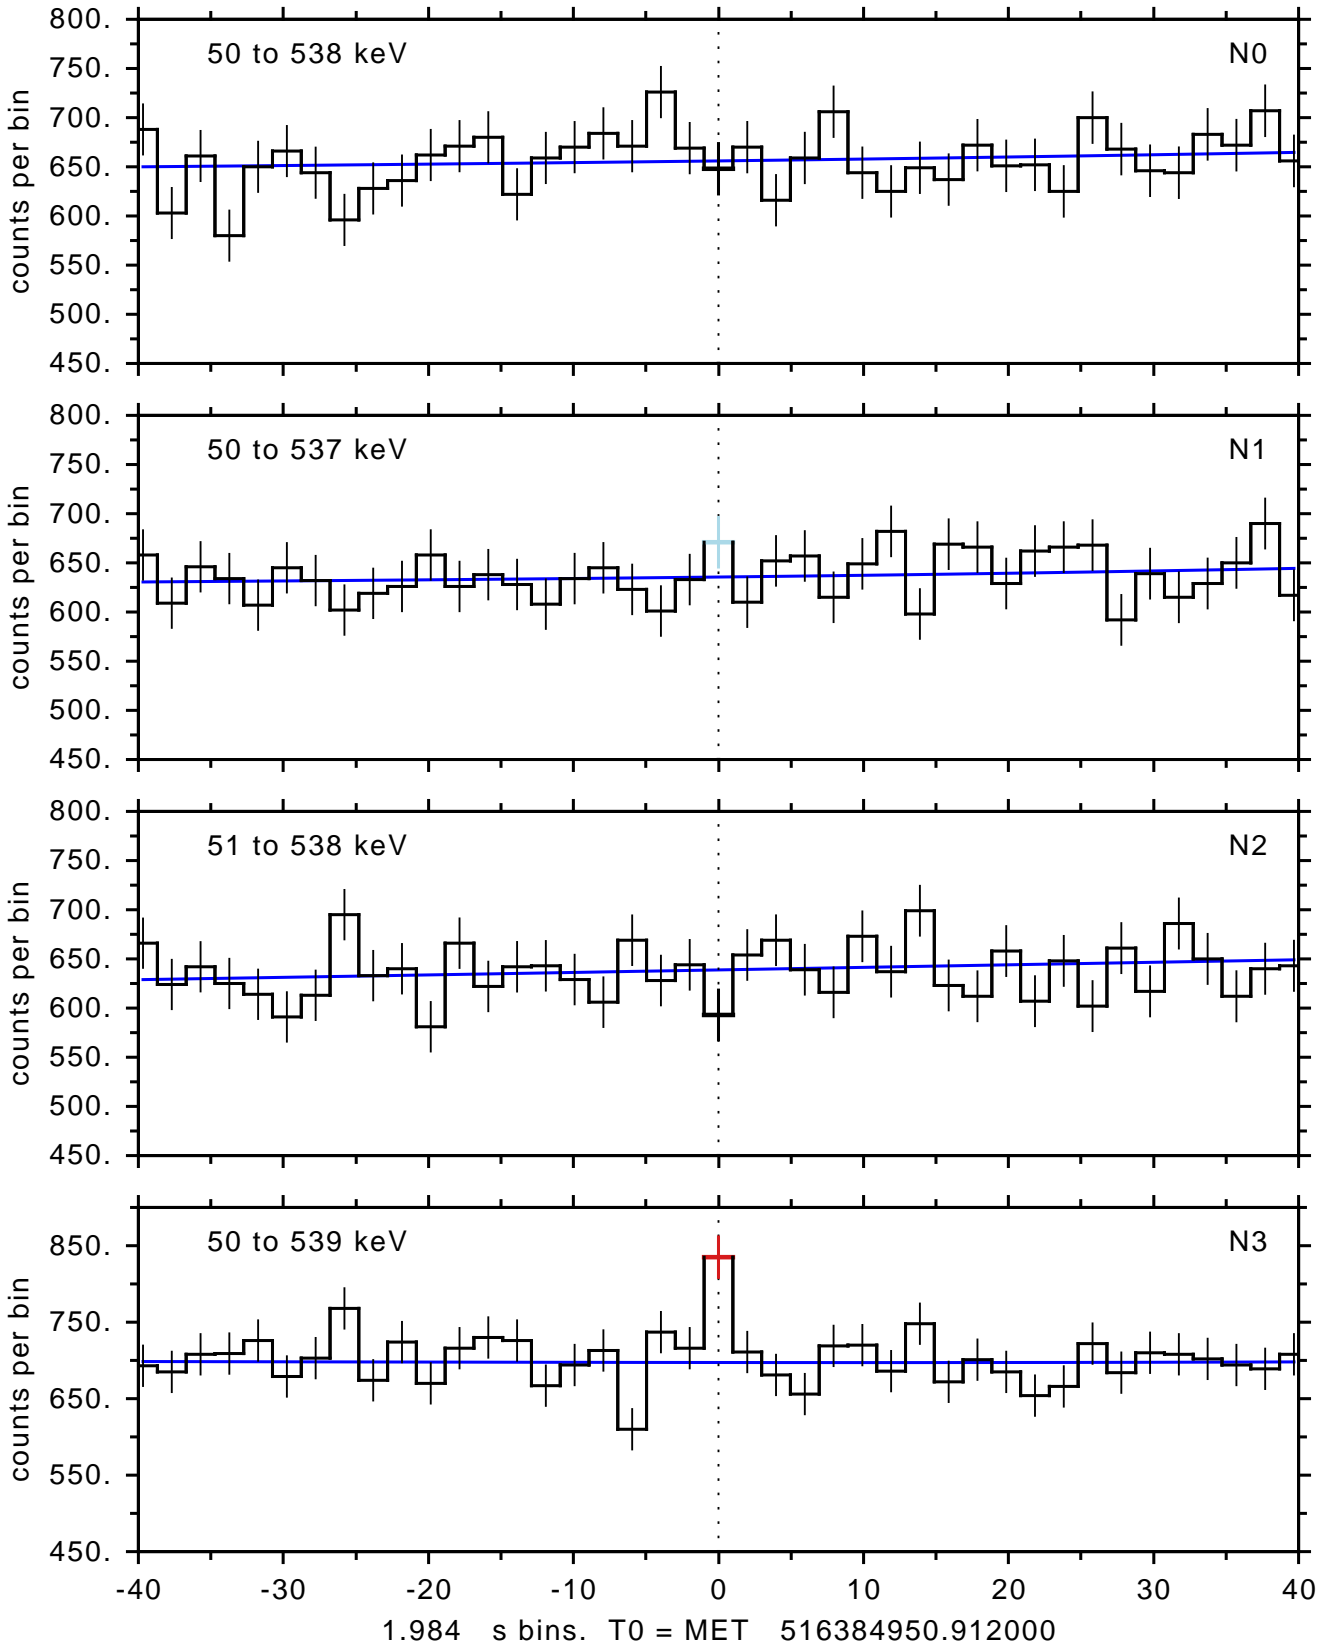 800.
50 to 538 keV N0
750.
700.
650.
600.
550.
500.
450.
counts per bin
800.
50 to 537 keV N1
750.
700.
650.
600.
550.
500.
450.
counts per bin
800.
51 to 538 keV N2
750.
700.
650.
600.
550.
500.
450.
counts per bin
50 to 539 keV N3
850.
750.
650.
550.
450.
counts per bin
-40 -30 -20 -10 0 10 20 30 40
1.984 s bins. T0 = MET 516384950.912000